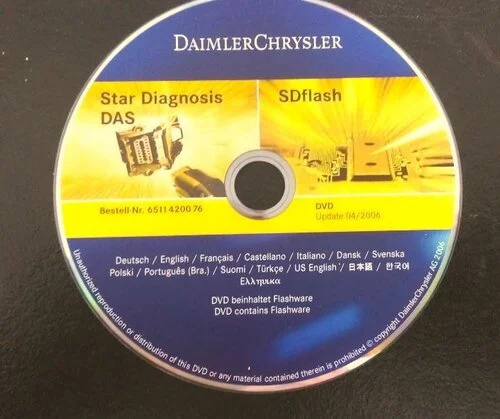 DAIMLERCHRYSLER
Star Diagnosis
DAS
SDflash
Bestell-Nr. 6511 4200 76
DVD
Update 04/2006
Deutsch / English / Français / Castellano / Italiano / Dansk / Svenska
Polski / Português (Bra.) / Suomi / Türkçe / US English / 日本語 / 한국어
Ελληνικα
DVD beinhaltet Flashware
DVD contains Flashware
Unauthorized reproduction or distribution of this DVD or any material contained therein is prohibited © copyright DaimlerChrysler AG 2006